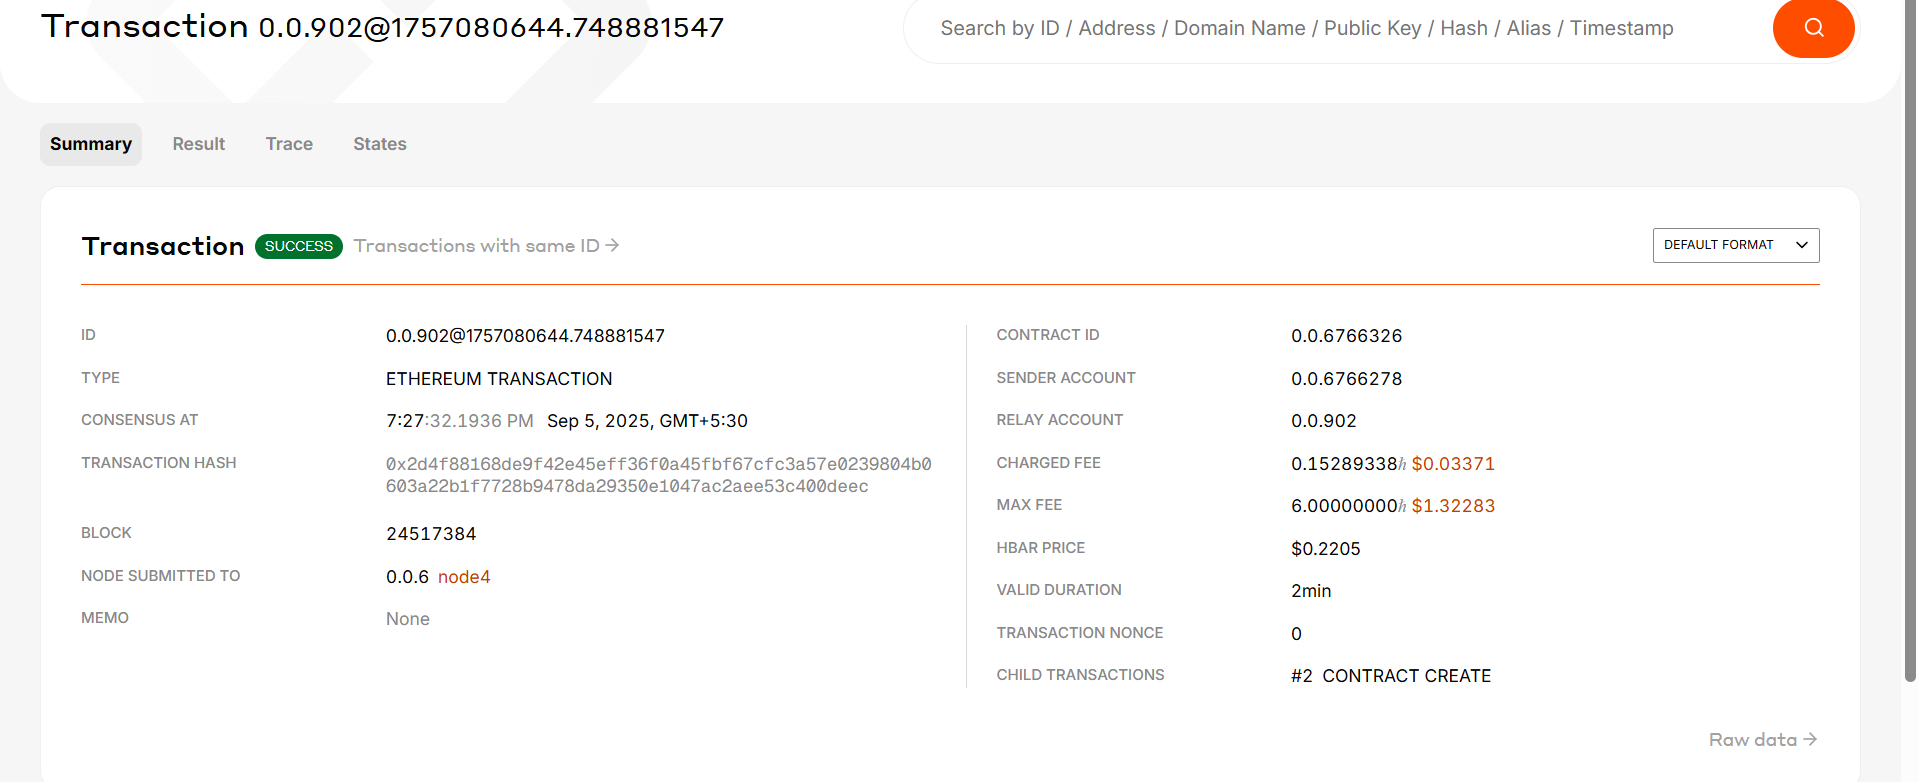 Transaction 0.0.902@1757080644.748881547
Search by ID / Address / Domain Name / Public Key / Hash / Alias / Timestamp
Summary Result Trace States
Transaction SUCCESS Transactions with same ID →
DEFAULT FORMAT
ID 0.0.902@1757080644.748881547
TYPE ETHEREUM TRANSACTION
CONSENSUS AT 7:27:32.1936 PM Sep 5, 2025, GMT+5:30
TRANSACTION HASH 0x2d4f88168de9f42e45eff36f0a45fbf67cfc3a57e0239804b0
603a22b1f7728b9478da29350e1047ac2aee53c400deec
BLOCK 24517384
NODE SUBMITTED TO 0.0.6 node4
MEMO None
CONTRACT ID 0.0.6766326
SENDER ACCOUNT 0.0.6766278
RELAY ACCOUNT 0.0.902
CHARGED FEE 0.15289338ℏ $0.03371
MAX FEE 6.00000000ℏ $1.32283
HBAR PRICE $0.2205
VALID DURATION 2min
TRANSACTION NONCE 0
CHILD TRANSACTIONS #2 CONTRACT CREATE
Raw data →